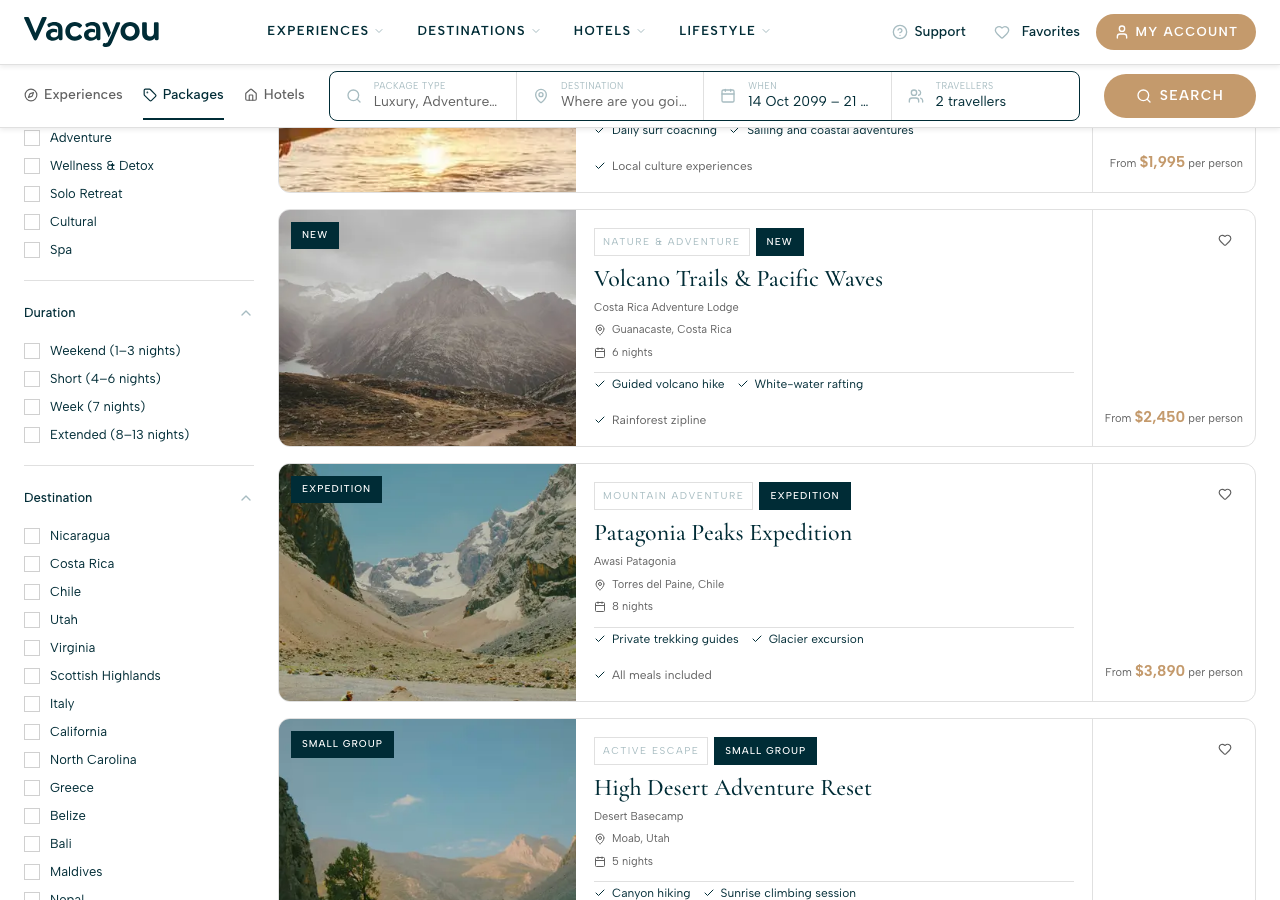 Vacayou
EXPERIENCES
DESTINATIONS
HOTELS
LIFESTYLE
Support
Favorites
MY ACCOUNT
Experiences
Packages
Hotels
PACKAGE TYPE
Luxury, Adventure...
DESTINATION
Where are you goi...
WHEN
14 Oct 2099 – 21 ...
TRAVELLERS
2 travellers
SEARCH
Adventure
Wellness & Detox
Solo Retreat
Cultural
Spa
Duration
Weekend (1–3 nights)
Short (4–6 nights)
Week (7 nights)
Extended (8–13 nights)
Destination
Nicaragua
Costa Rica
Chile
Utah
Virginia
Scottish Highlands
Italy
California
North Carolina
Greece
Belize
Bali
Maldives
Nepal
Daily surf coaching
Sailing and coastal adventures
Local culture experiences
From $1,995 per person
NEW
NATURE & ADVENTURE
NEW
Volcano Trails & Pacific Waves
Costa Rica Adventure Lodge
Guanacaste, Costa Rica
6 nights
Guided volcano hike
White-water rafting
Rainforest zipline
From $2,450 per person
EXPEDITION
MOUNTAIN ADVENTURE
EXPEDITION
Patagonia Peaks Expedition
Awasi Patagonia
Torres del Paine, Chile
8 nights
Private trekking guides
Glacier excursion
All meals included
From $3,890 per person
SMALL GROUP
ACTIVE ESCAPE
SMALL GROUP
High Desert Adventure Reset
Desert Basecamp
Moab, Utah
5 nights
Canyon hiking
Sunrise climbing session